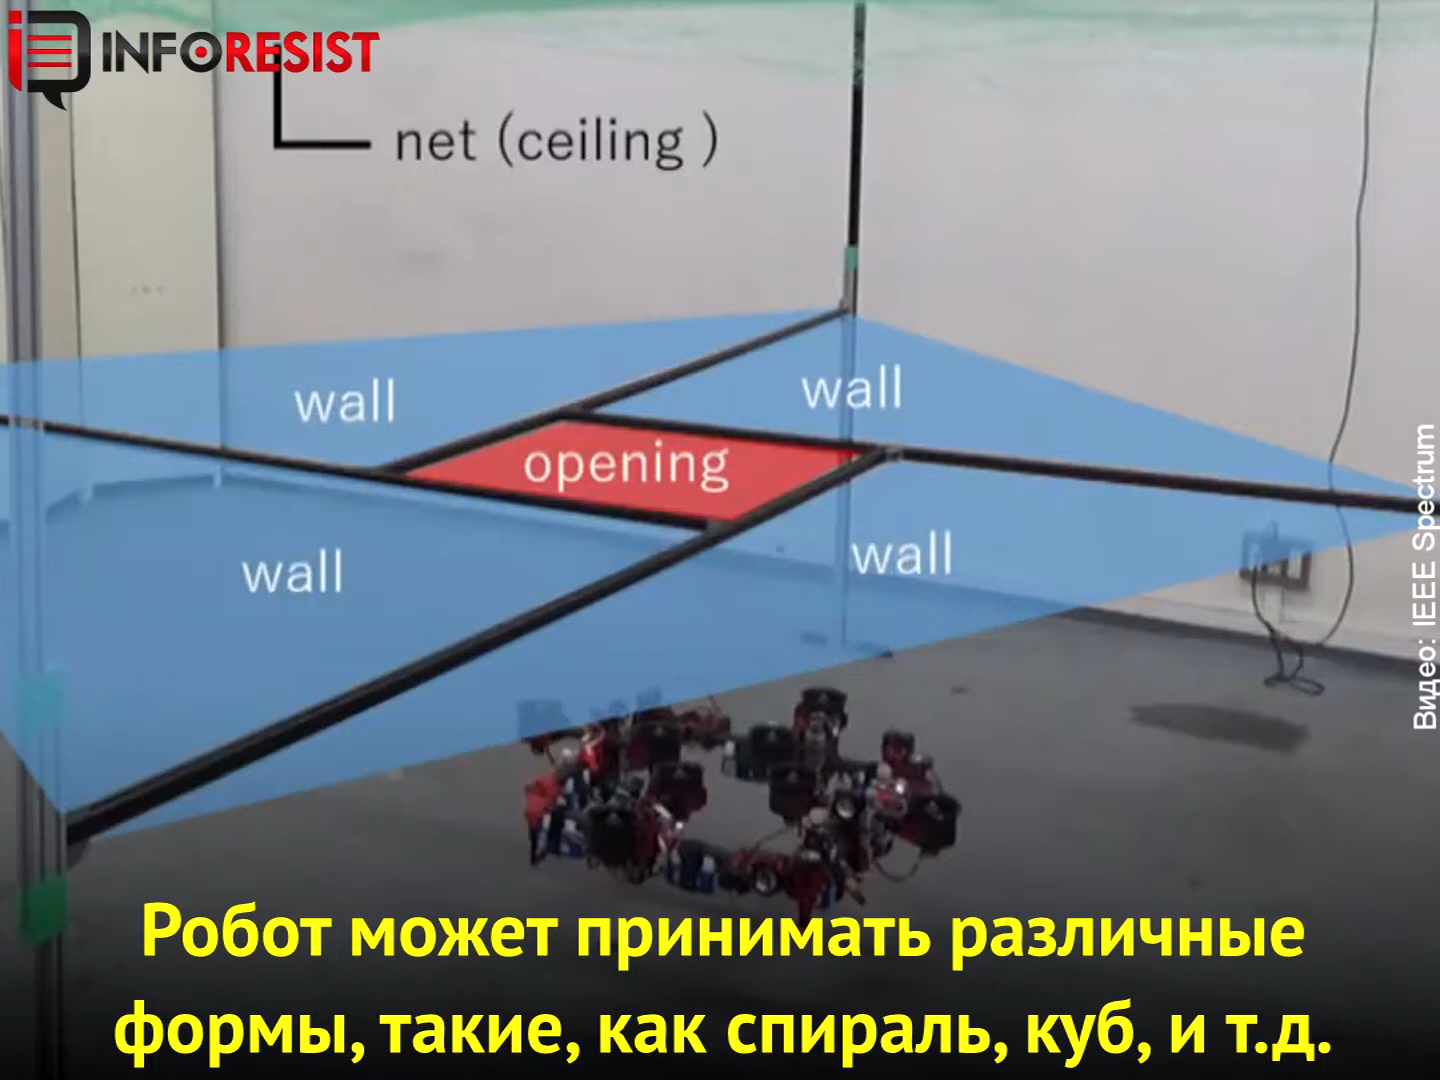 INFORESIST
net (ceiling )
wall
wall
opening
wall
wall
Видео: IEEE Spectrum
Робот может принимать различные
формы, такие, как спираль, куб, и т.д.